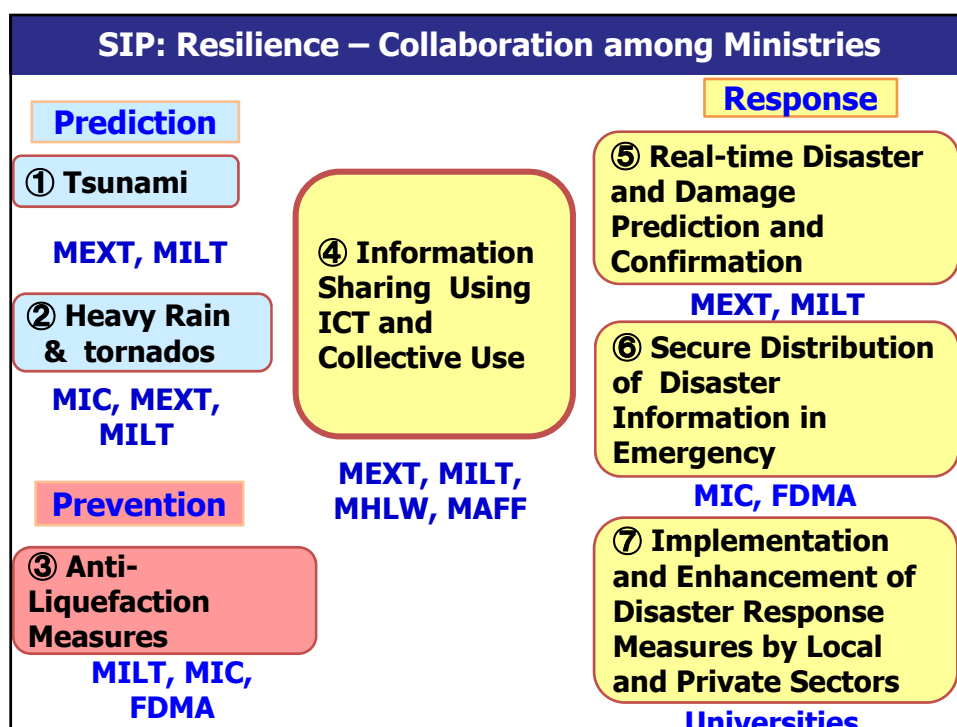 SIP: Resilience – Collaboration among Ministries
Prediction
① Tsunami
MEXT, MILT
② Heavy Rain
& tornados
MIC, MEXT,
MILT
Prevention
③ Anti-
Liquefaction
Measures
MILT, MIC,
FDMA
④ Information
Sharing Using
ICT and
Collective Use
MEXT, MILT,
MHLW, MAFF
Response
⑤ Real-time Disaster
and Damage
Prediction and
Confirmation
MEXT, MILT
⑥ Secure Distribution
of Disaster
Information in
Emergency
MIC, FDMA
⑦ Implementation
and Enhancement of
Disaster Response
Measures by Local
and Private Sectors
Universities